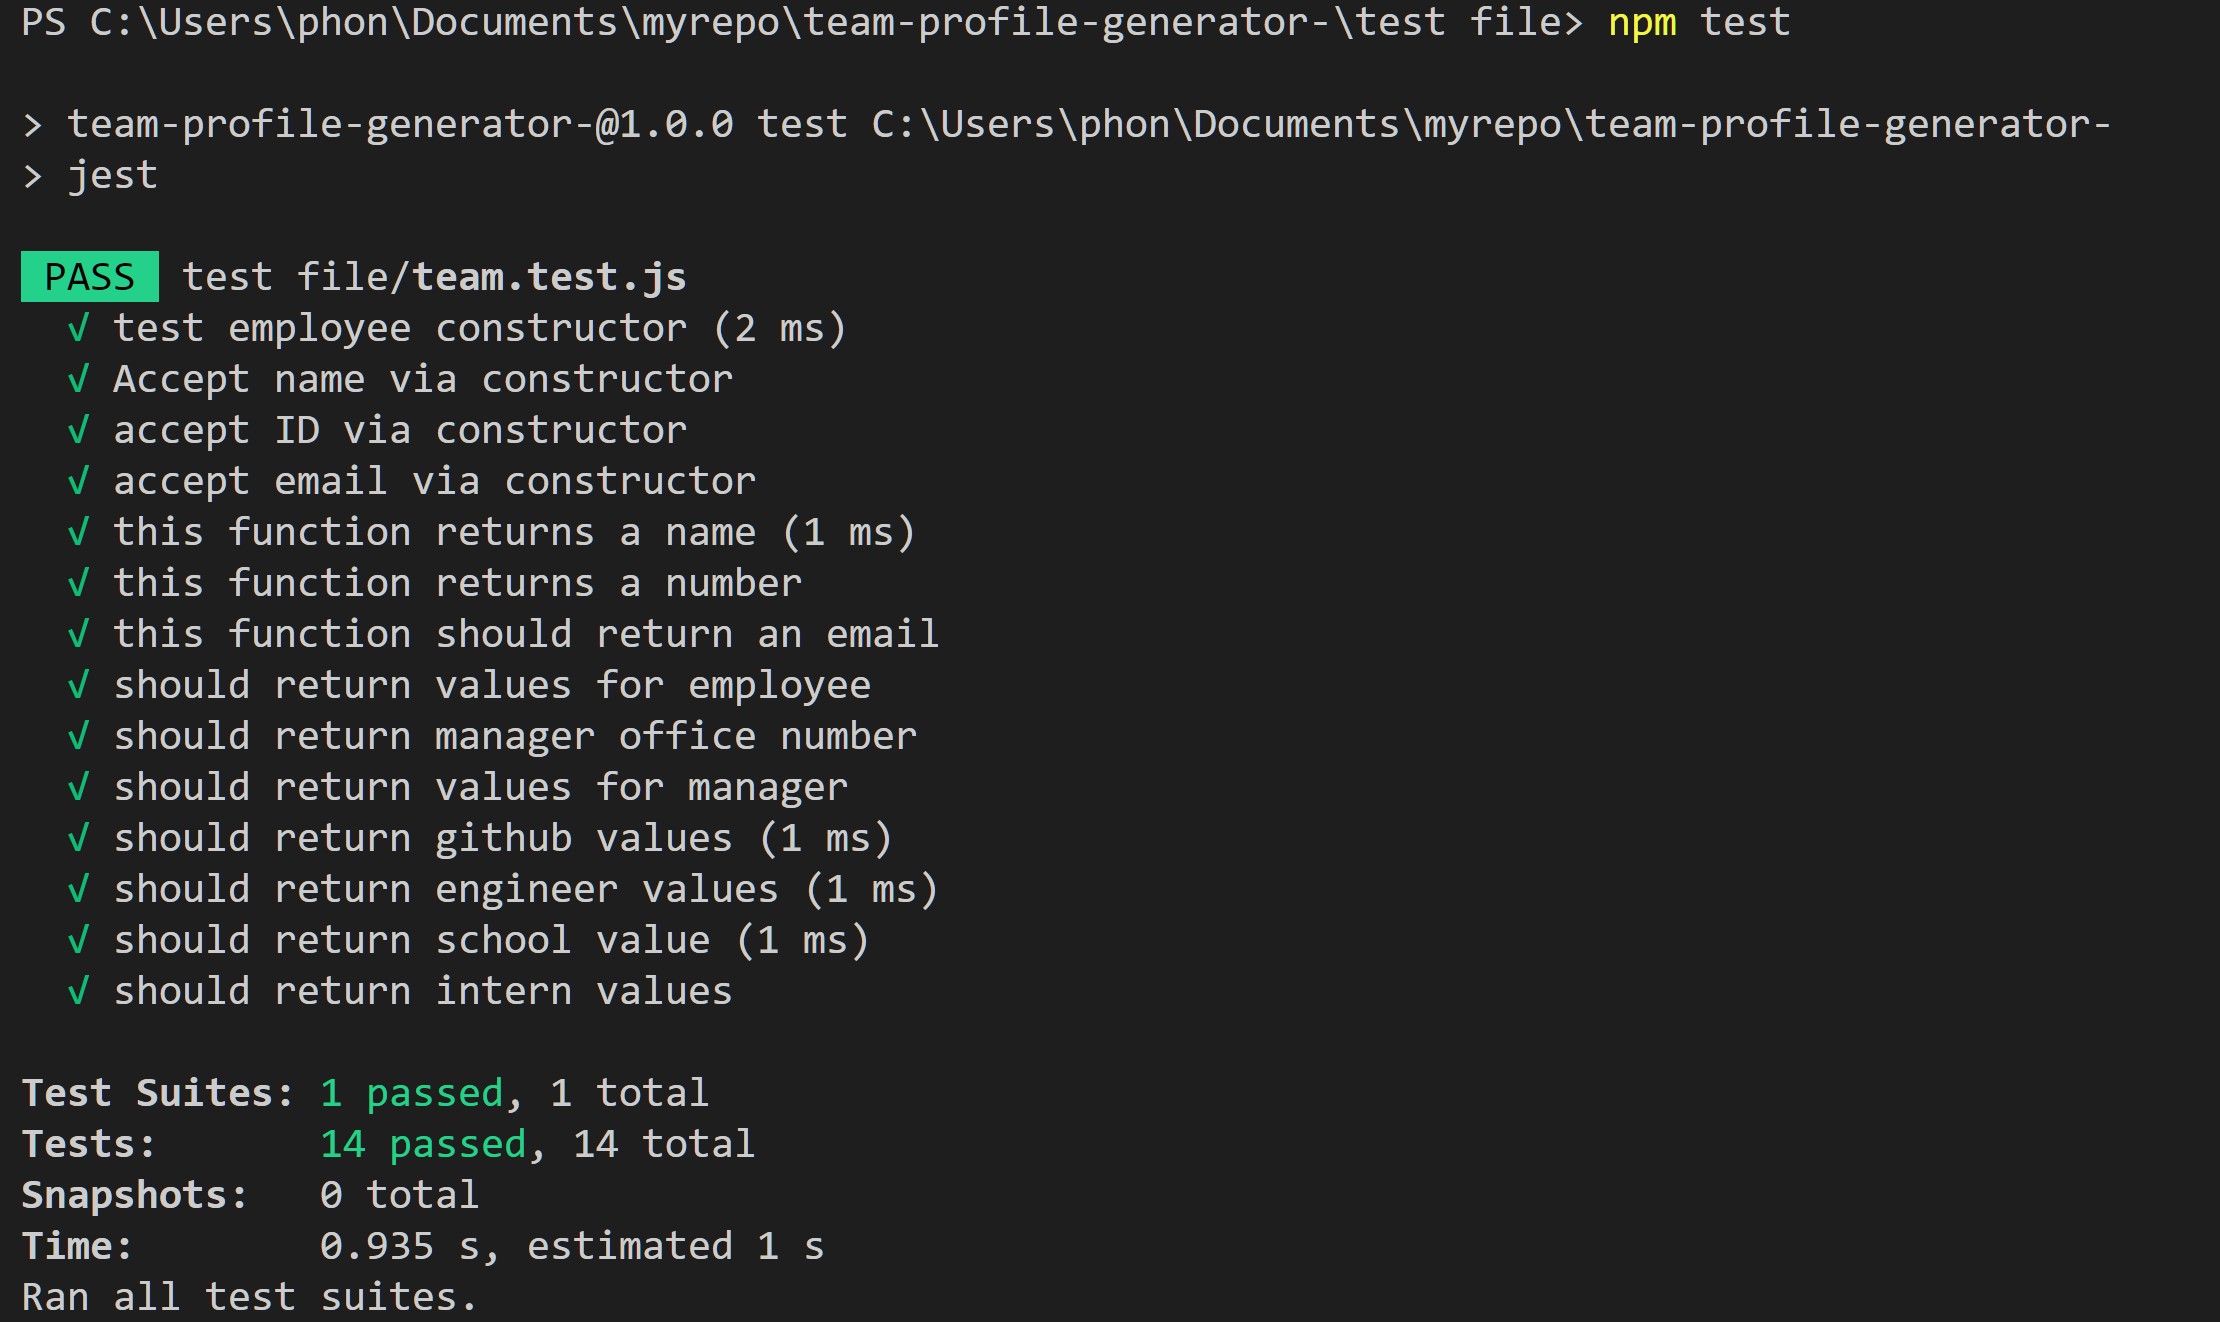 PS C:\Users\phon\Documents\myrepo\team-profile-generator-\test file> npm test
> team-profile-generator-@1.0.0 test C:\Users\phon\Documents\myrepo\team-profile-generator-
> jest
PASS test file/team.test.js
√ test employee constructor (2 ms)
√ Accept name via constructor
√ accept ID via constructor
√ accept email via constructor
√ this function returns a name (1 ms)
√ this function returns a number
√ this function should return an email
√ should return values for employee
√ should return manager office number
√ should return values for manager
√ should return github values (1 ms)
√ should return engineer values (1 ms)
√ should return school value (1 ms)
√ should return intern values
Test Suites: 1 passed, 1 total
Tests: 14 passed, 14 total
Snapshots: 0 total
Time: 0.935 s, estimated 1 s
Ran all test suites.